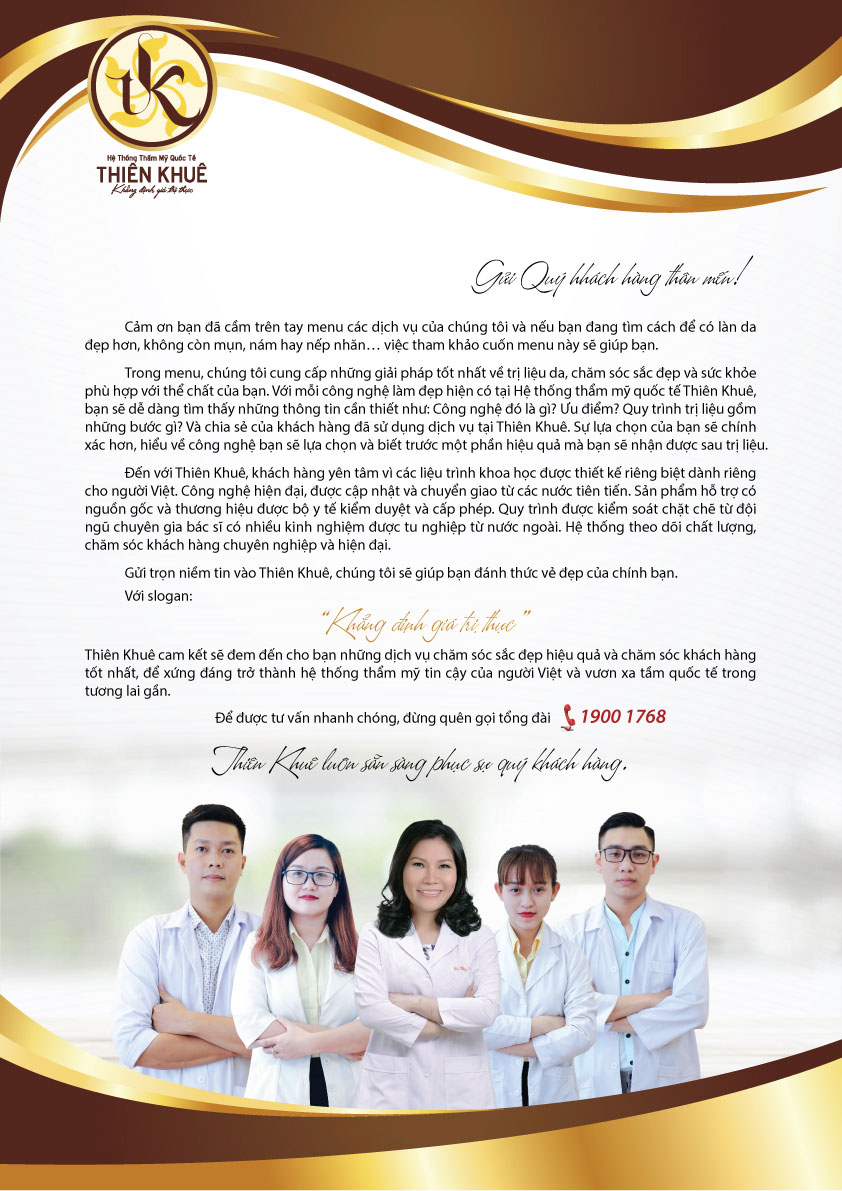 tk
Hệ Thống Thẩm Mỹ Quốc Tế
THIÊN KHUÊ
Khẳng định giá trị thực
Gửi Quý khách hàng thân mến!
Cảm ơn bạn đã cầm trên tay menu các dịch vụ của chúng tôi và nếu bạn đang tìm cách để có làn da
đẹp hơn, không còn mụn, nám hay nếp nhăn… việc tham khảo cuốn menu này sẽ giúp bạn.
Trong menu, chúng tôi cung cấp những giải pháp tốt nhất về trị liệu da, chăm sóc sắc đẹp và sức khỏe
phù hợp với thể chất của bạn. Với mỗi công nghệ làm đẹp hiện có tại Hệ thống thẩm mỹ quốc tế Thiên Khuê,
bạn sẽ dễ dàng tìm thấy những thông tin cần thiết như: Công nghệ đó là gì? Ưu điểm? Quy trình trị liệu gồm
những bước gì? Và chia sẻ của khách hàng đã sử dụng dịch vụ tại Thiên Khuê. Sự lựa chọn của bạn sẽ chính
xác hơn, hiểu về công nghệ bạn sẽ lựa chọn và biết trước một phần hiệu quả mà bạn sẽ nhận được sau trị liệu.
Đến với Thiên Khuê, khách hàng yên tâm vì các liệu trình khoa học được thiết kế riêng biệt dành riêng
cho người Việt. Công nghệ hiện đại, được cập nhật và chuyển giao từ các nước tiên tiến. Sản phẩm hỗ trợ có
nguồn gốc và thương hiệu được bộ y tế kiểm duyệt và cấp phép. Quy trình được kiểm soát chặt chẽ từ đội
ngũ chuyên gia bác sĩ có nhiều kinh nghiệm được tu nghiệp từ nước ngoài. Hệ thống theo dõi chất lượng,
chăm sóc khách hàng chuyên nghiệp và hiện đại.
Gửi trọn niềm tin vào Thiên Khuê, chúng tôi sẽ giúp bạn đánh thức vẻ đẹp của chính bạn.
Với slogan:
“Khẳng định giá trị thực”
Thiên Khuê cam kết sẽ đem đến cho bạn những dịch vụ chăm sóc sắc đẹp hiệu quả và chăm sóc khách hàng
tốt nhất, để xứng đáng trở thành hệ thống thẩm mỹ tin cậy của người Việt và vươn xa tầm quốc tế trong
tương lai gần.
Để được tư vấn nhanh chóng, đừng quên gọi tổng đài 1900 1768
Thiên Khuê luôn sẵn sàng phục sự quý khách hàng.